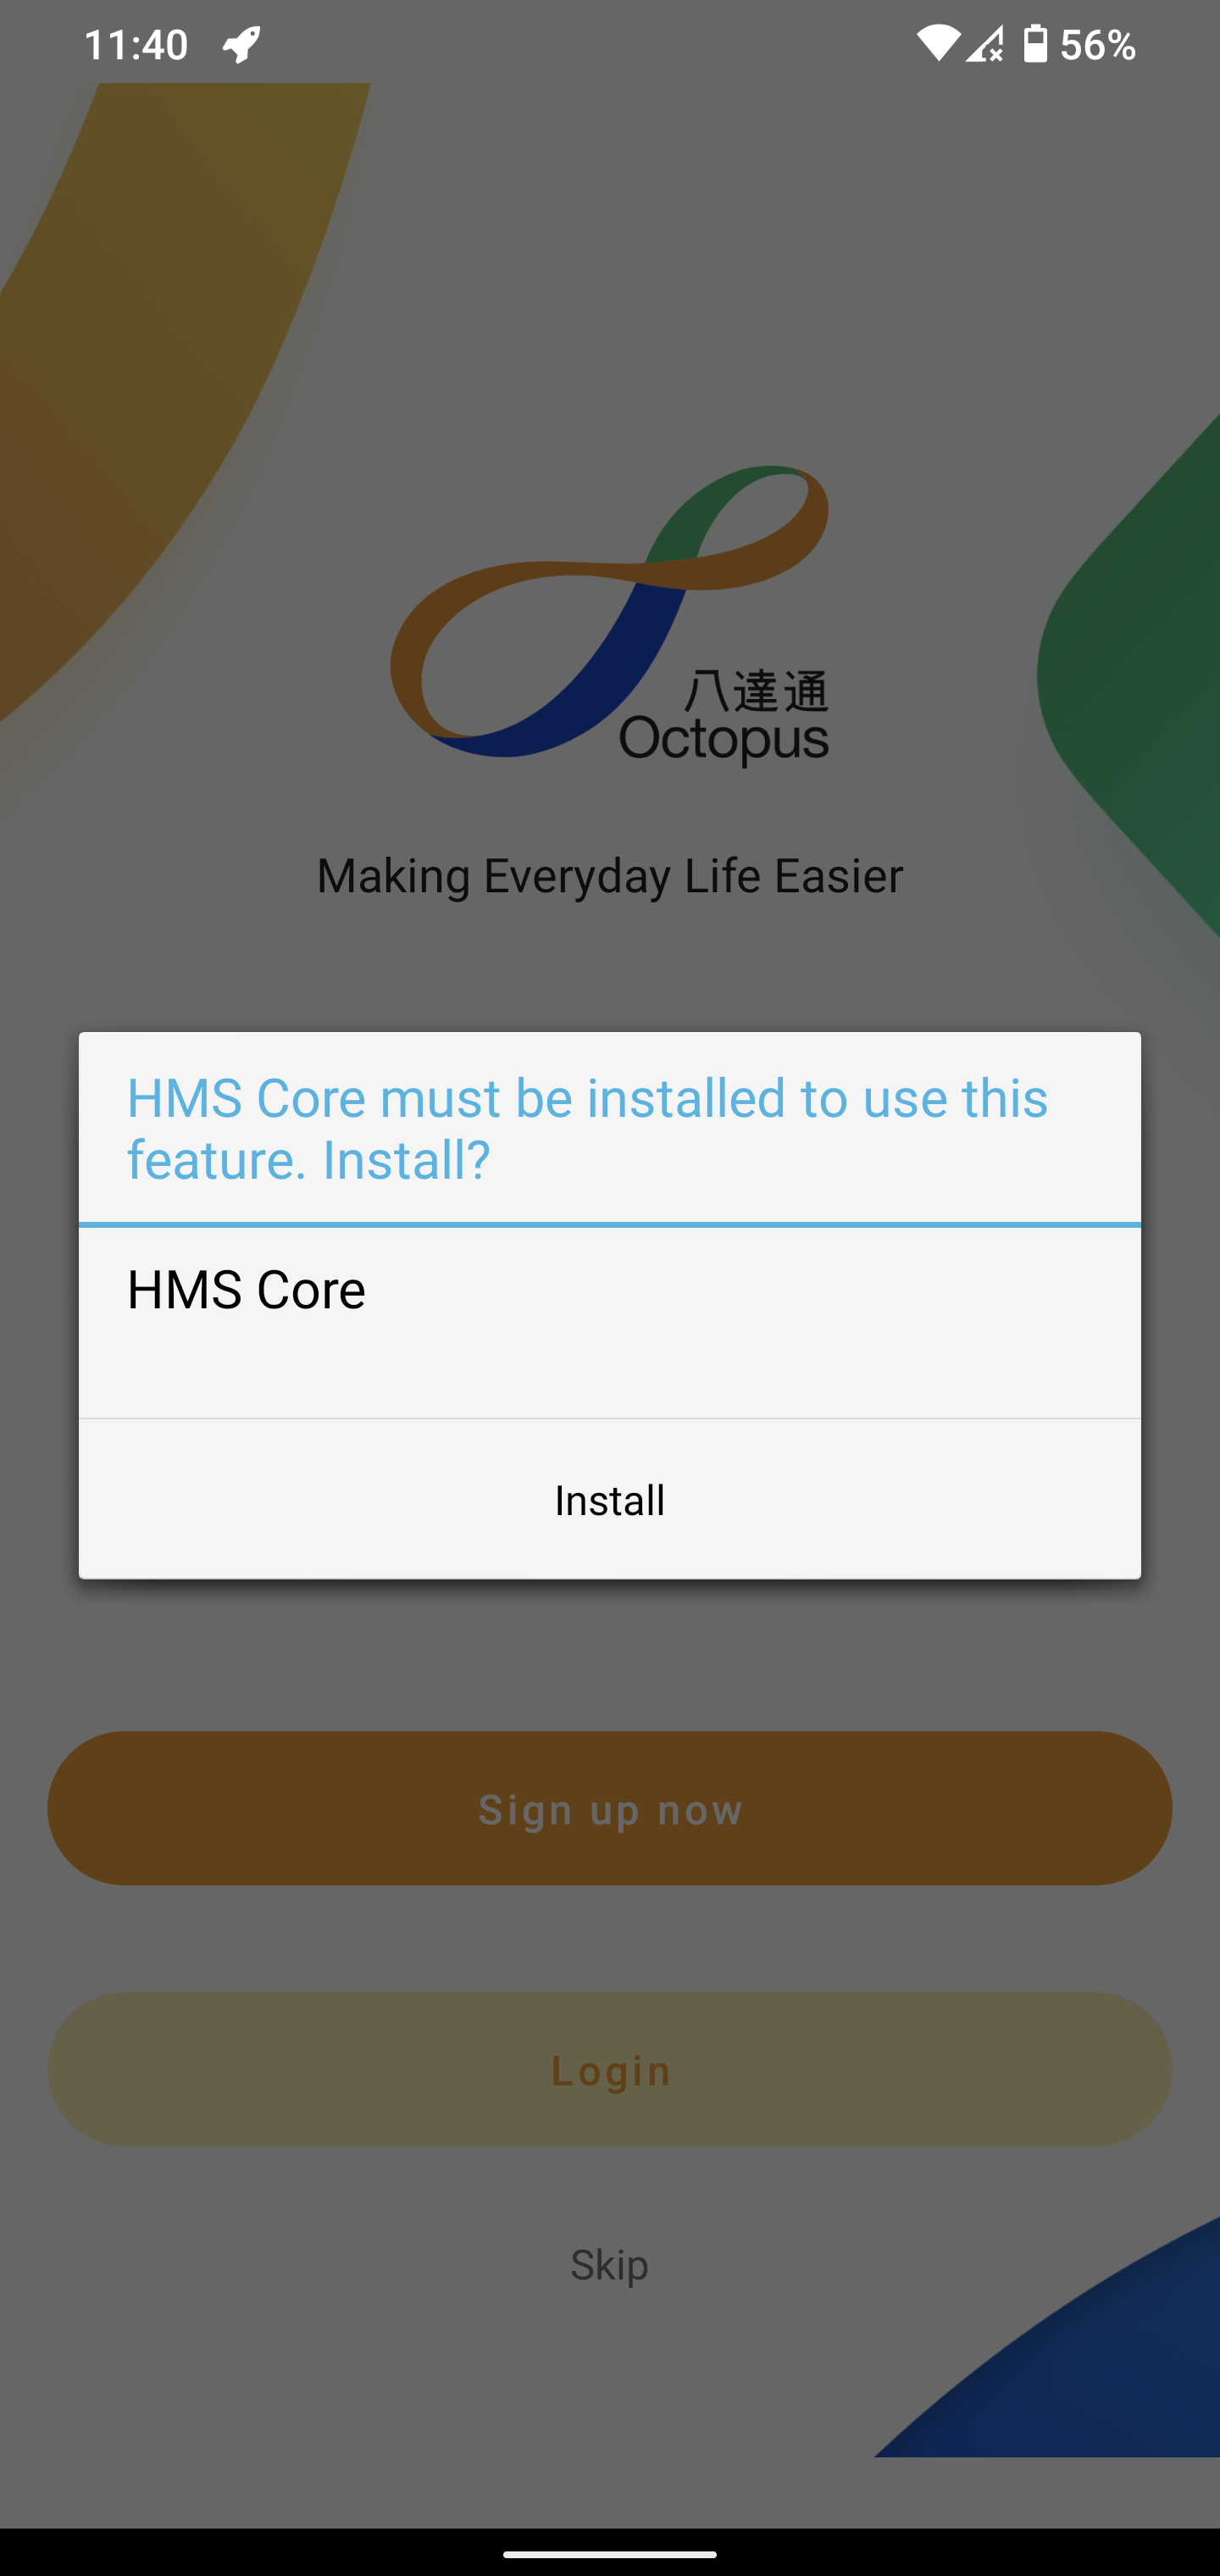 11:40
56%
八達通
Octopus
Making Everyday Life Easier
HMS Core must be installed to use this
feature. Install?
HMS Core
Install
Sign up now
Login
Skip